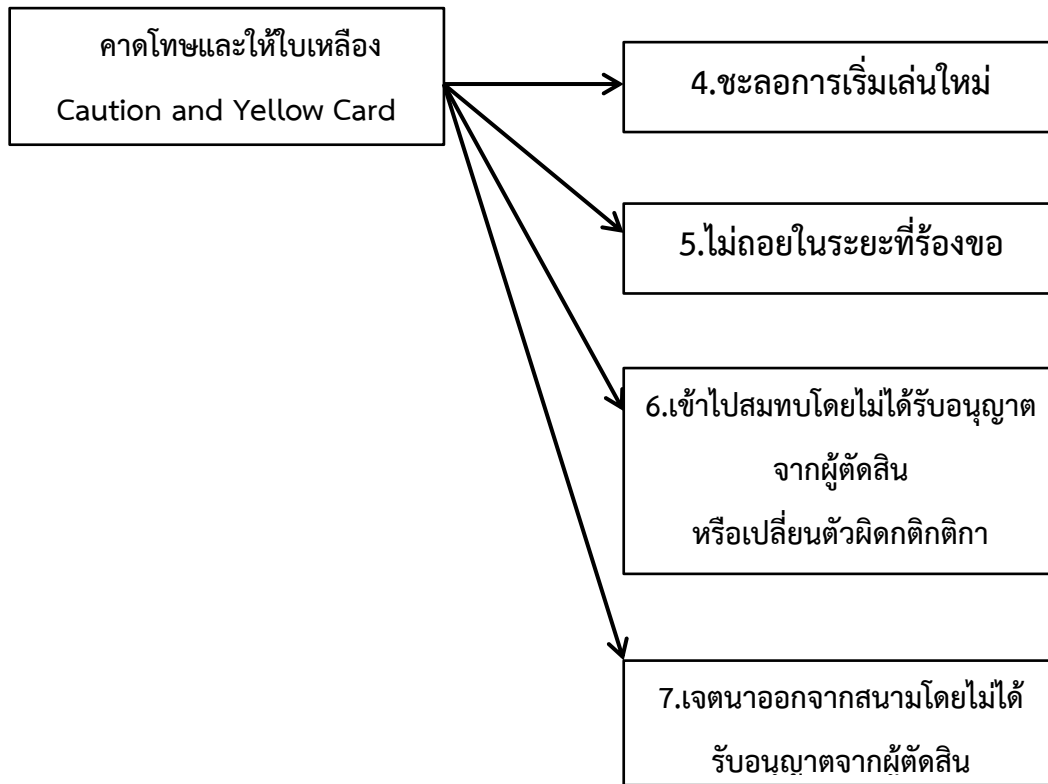 คาดโทษและให้ใบเหลือง
Caution and Yellow Card
4.ชะลอการเริ่มเล่นใหม่
5.ไม่ถอยในระยะที่ร้องขอ
6.เข้าไปสมทบโดยไม่ได้รับอนุญาต
จากผู้ตัดสิน
หรือเปลี่ยนตัวผิดกติกติกา
7.เจตนาออกจากสนามโดยไม่ได้
รับอนุญาตจากผู้ตัดสิน